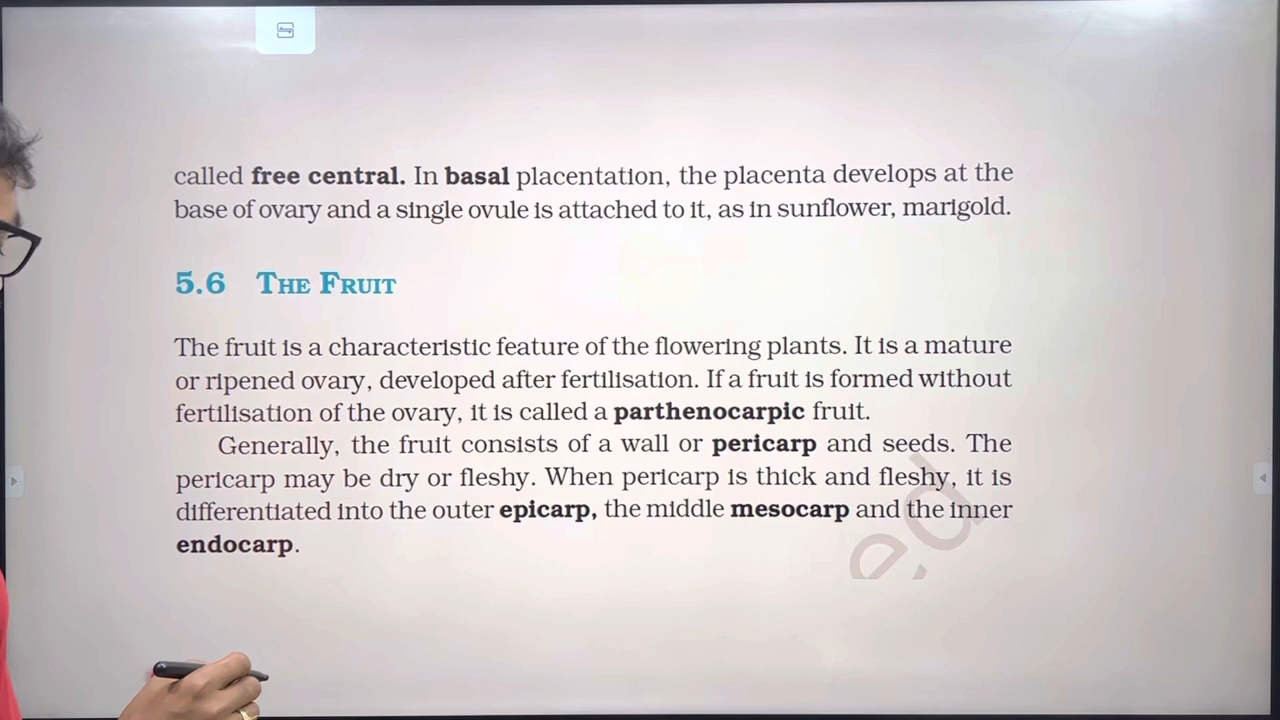 called free central. In basal placentation, the placenta develops at the
base of ovary and a single ovule is attached to it, as in sunflower, marigold.
5.6 THE FRUIT
The fruit is a characteristic feature of the flowering plants. It is a mature
or ripened ovary, developed after fertilisation. If a fruit is formed without
fertilisation of the ovary, it is called a parthenocarpic fruit.
Generally, the fruit consists of a wall or pericarp and seeds. The
pericarp may be dry or fleshy. When pericarp is thick and fleshy, it is
differentiated into the outer epicarp, the middle mesocarp and the inner
endocarp.
ed